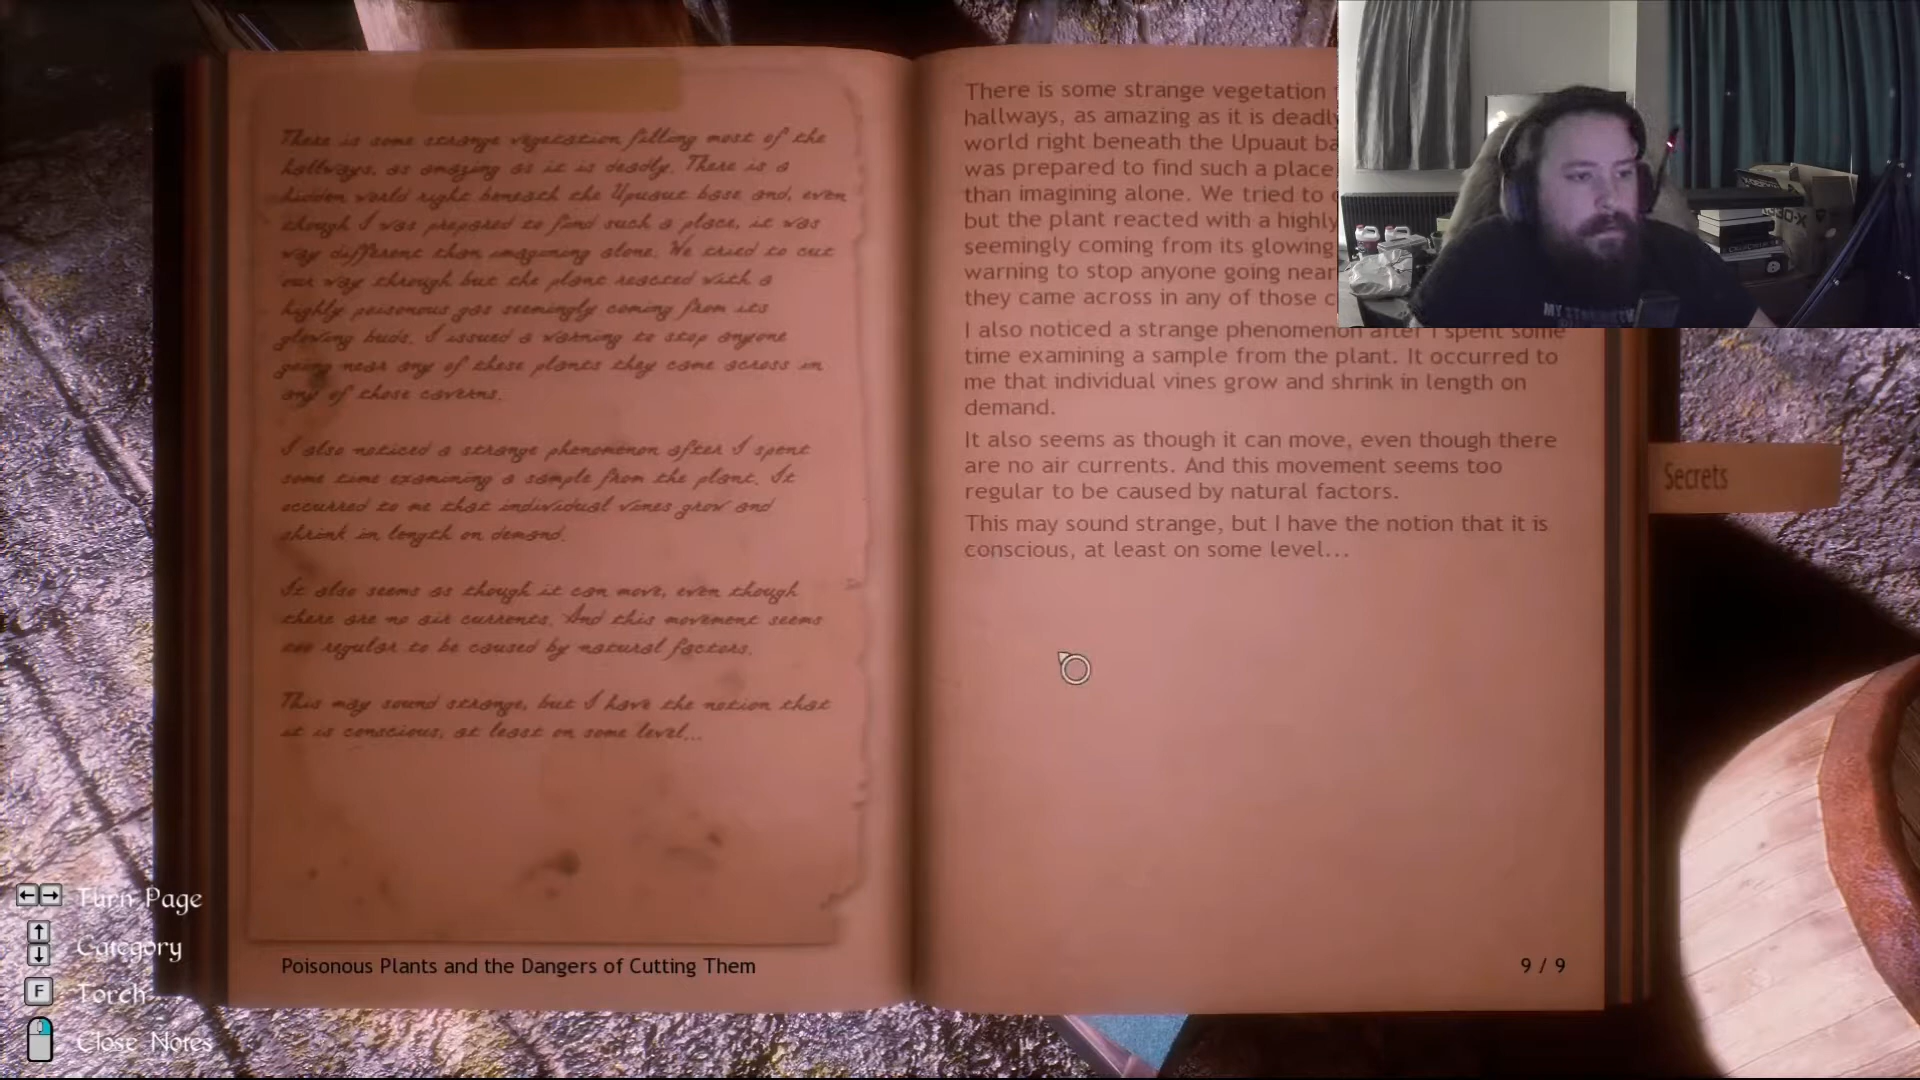 There is some strange vegetation filling most of the
hallways, as amazing as it is deadly. There is a
hidden world right beneath the Upuaut base and, even
though I was prepared to find such a place, it was
way different than imagining alone. We tried to cut
our way through but the plant reacted with a
highly poisonous gas seemingly coming from its
glowing buds. I issued a warning to stop anyone
going near any of these plants they came across in
any of those caverns.
I also noticed a strange phenomenon after I spent
some time examining a sample from the plant. It
occurred to me that individual vines grow and
shrink in length on demand.
It also seems as though it can move, even though
there are no air currents. And this movement seems
too regular to be caused by natural factors.
This may sound strange, but I have the notion that
it is conscious, at least on some level...
Poisonous Plants and the Dangers of Cutting Them
There is some strange vegetation
hallways, as amazing as it is deadly
world right beneath the Upuaut ba
was prepared to find such a place
than imagining alone. We tried to
but the plant reacted with a highly
seemingly coming from its glowing
warning to stop anyone going near
they came across in any of those c
I also noticed a strange phenomenon after I spent some
time examining a sample from the plant. It occurred to
me that individual vines grow and shrink in length on
demand.
It also seems as though it can move, even though there
are no air currents. And this movement seems too
regular to be caused by natural factors.
This may sound strange, but I have the notion that it is
conscious, at least on some level...
9 / 9
Secrets
Turn Page
Category
F Torch
Close Notes